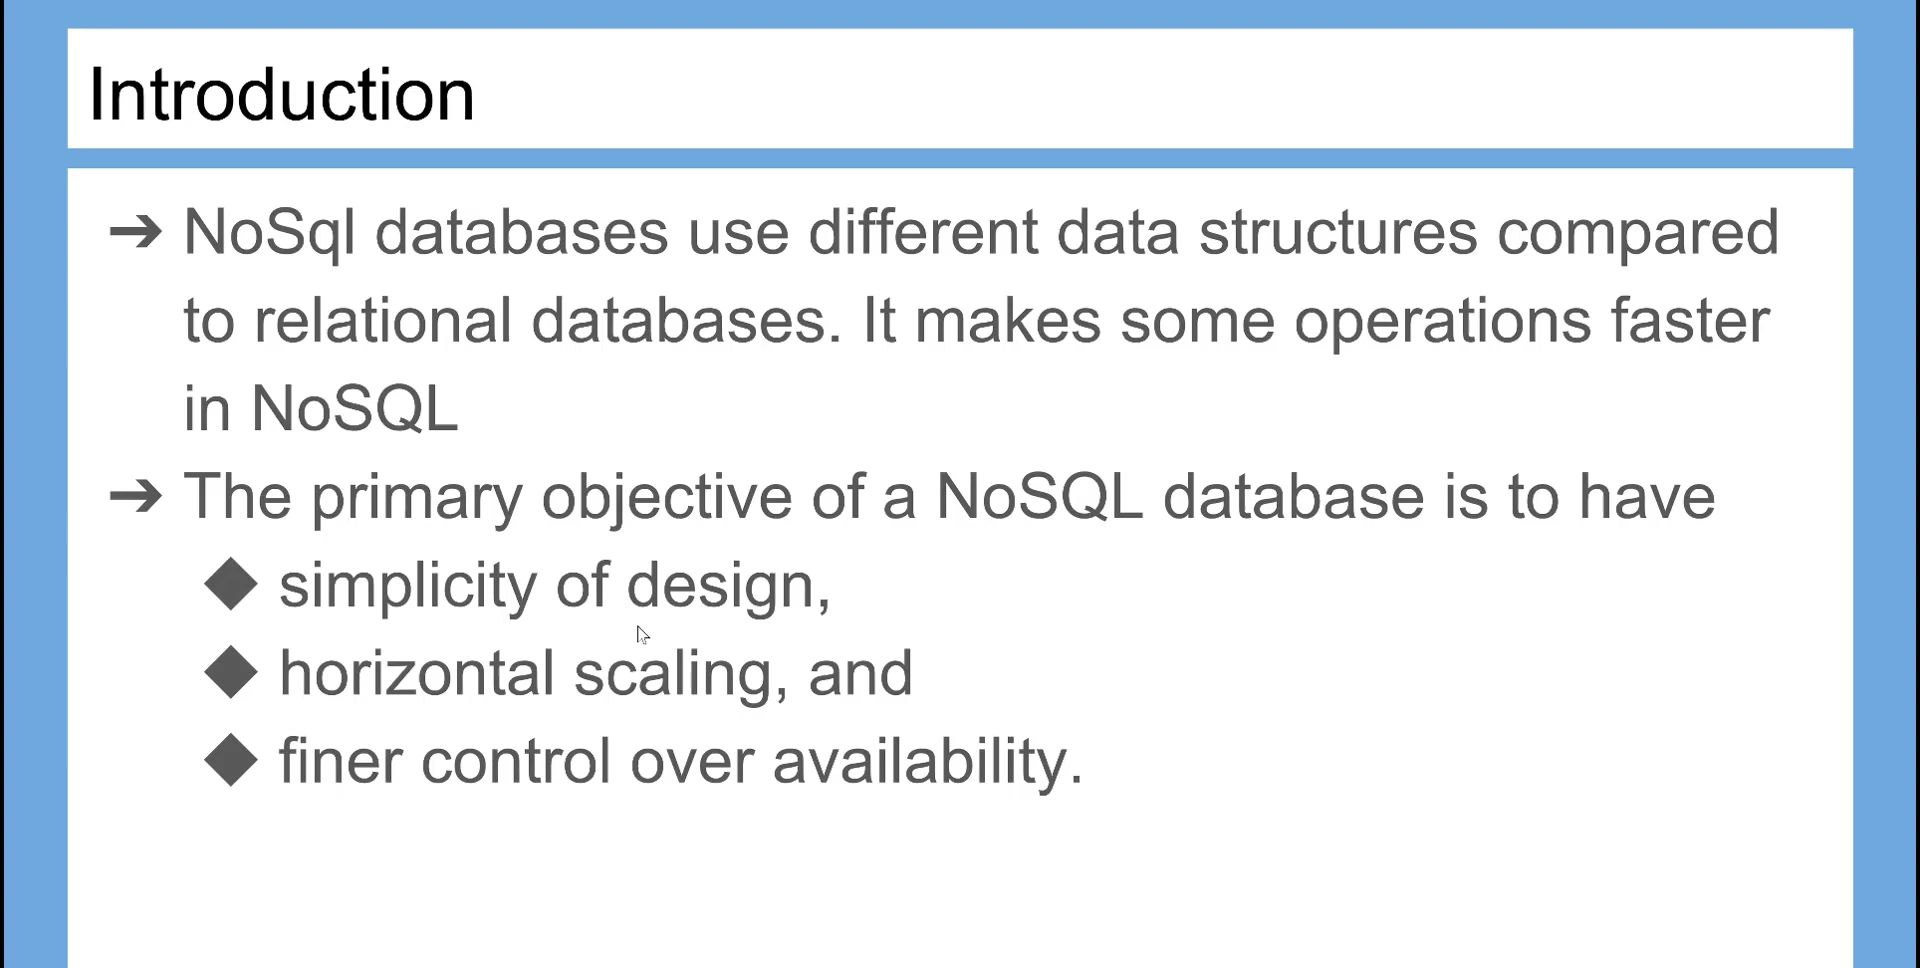 Introduction
➔ NoSql databases use different data structures compared
to relational databases. It makes some operations faster
in NoSQL
➔ The primary objective of a NoSQL database is to have
◆ simplicity of design,
◆ horizontal scaling, and
◆ finer control over availability.